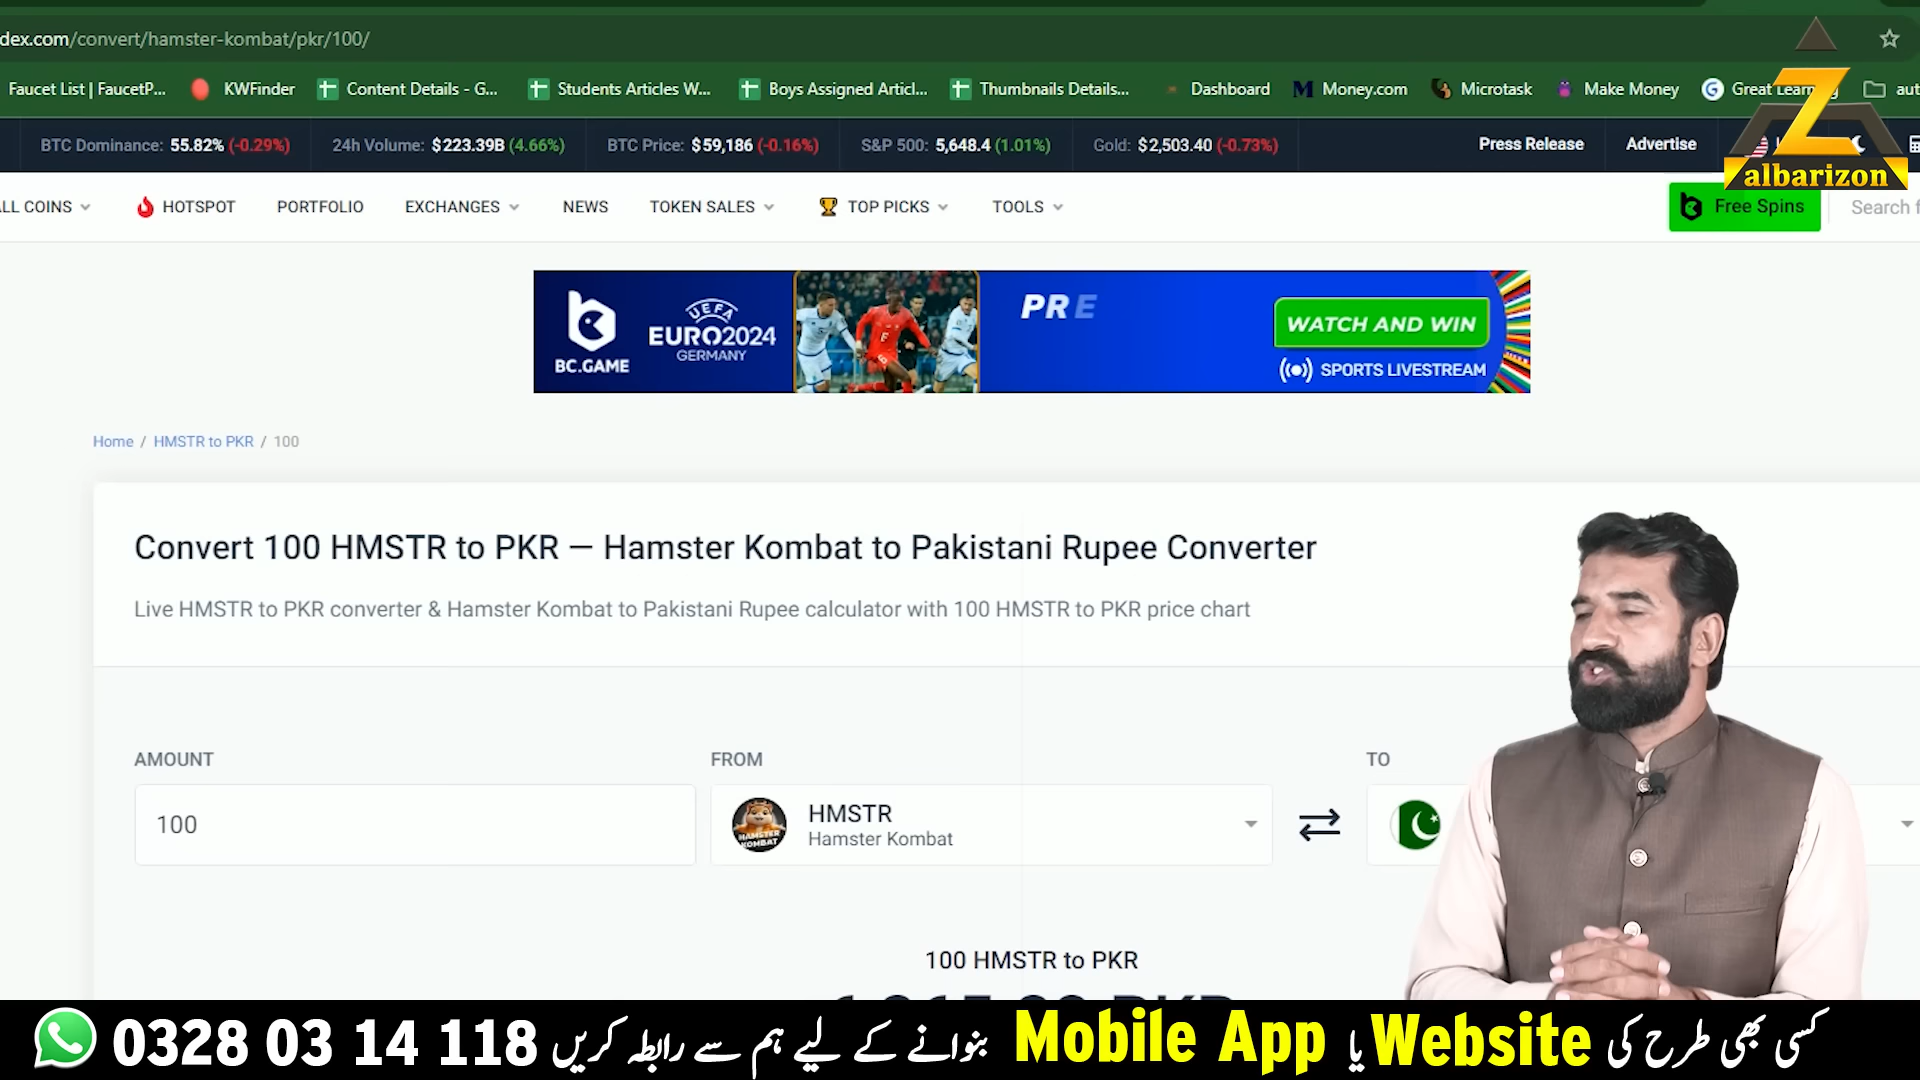 dex.com/convert/hamster-kombat/pkr/100/
Faucet List | FaucetP... KWFinder Content Details - G... Students Articles W... Boys Assigned Articl... Thumbnails Details... Dashboard Money.com Microtask Make Money Great Learning aut
BTC Dominance: 55.82% (-0.29%) 24h Volume: $223.39B (4.66%) BTC Price: $59,186 (-0.16%) S&P 500: 5,648.4 (1.01%) Gold: $2,503.40 (-0.73%) Press Release Advertise
Z
albarizon
LL COINS HOTSPOT PORTFOLIO EXCHANGES NEWS TOKEN SALES TOP PICKS TOOLS Free Spins Search f
BC.GAME
UEFA
EURO2024
GERMANY
PRE
WATCH AND WIN
SPORTS LIVESTREAM
Home / HMSTR to PKR / 100
Convert 100 HMSTR to PKR — Hamster Kombat to Pakistani Rupee Converter
Live HMSTR to PKR converter & Hamster Kombat to Pakistani Rupee calculator with 100 HMSTR to PKR price chart
AMOUNT FROM TO
100
HAMSTER
KOMBAT
HMSTR
Hamster Kombat
100 HMSTR to PKR
کسی بھی طرح کی Website یا Mobile App بنوانے کے لیے ہم سے رابطہ کریں 0328 03 14 118